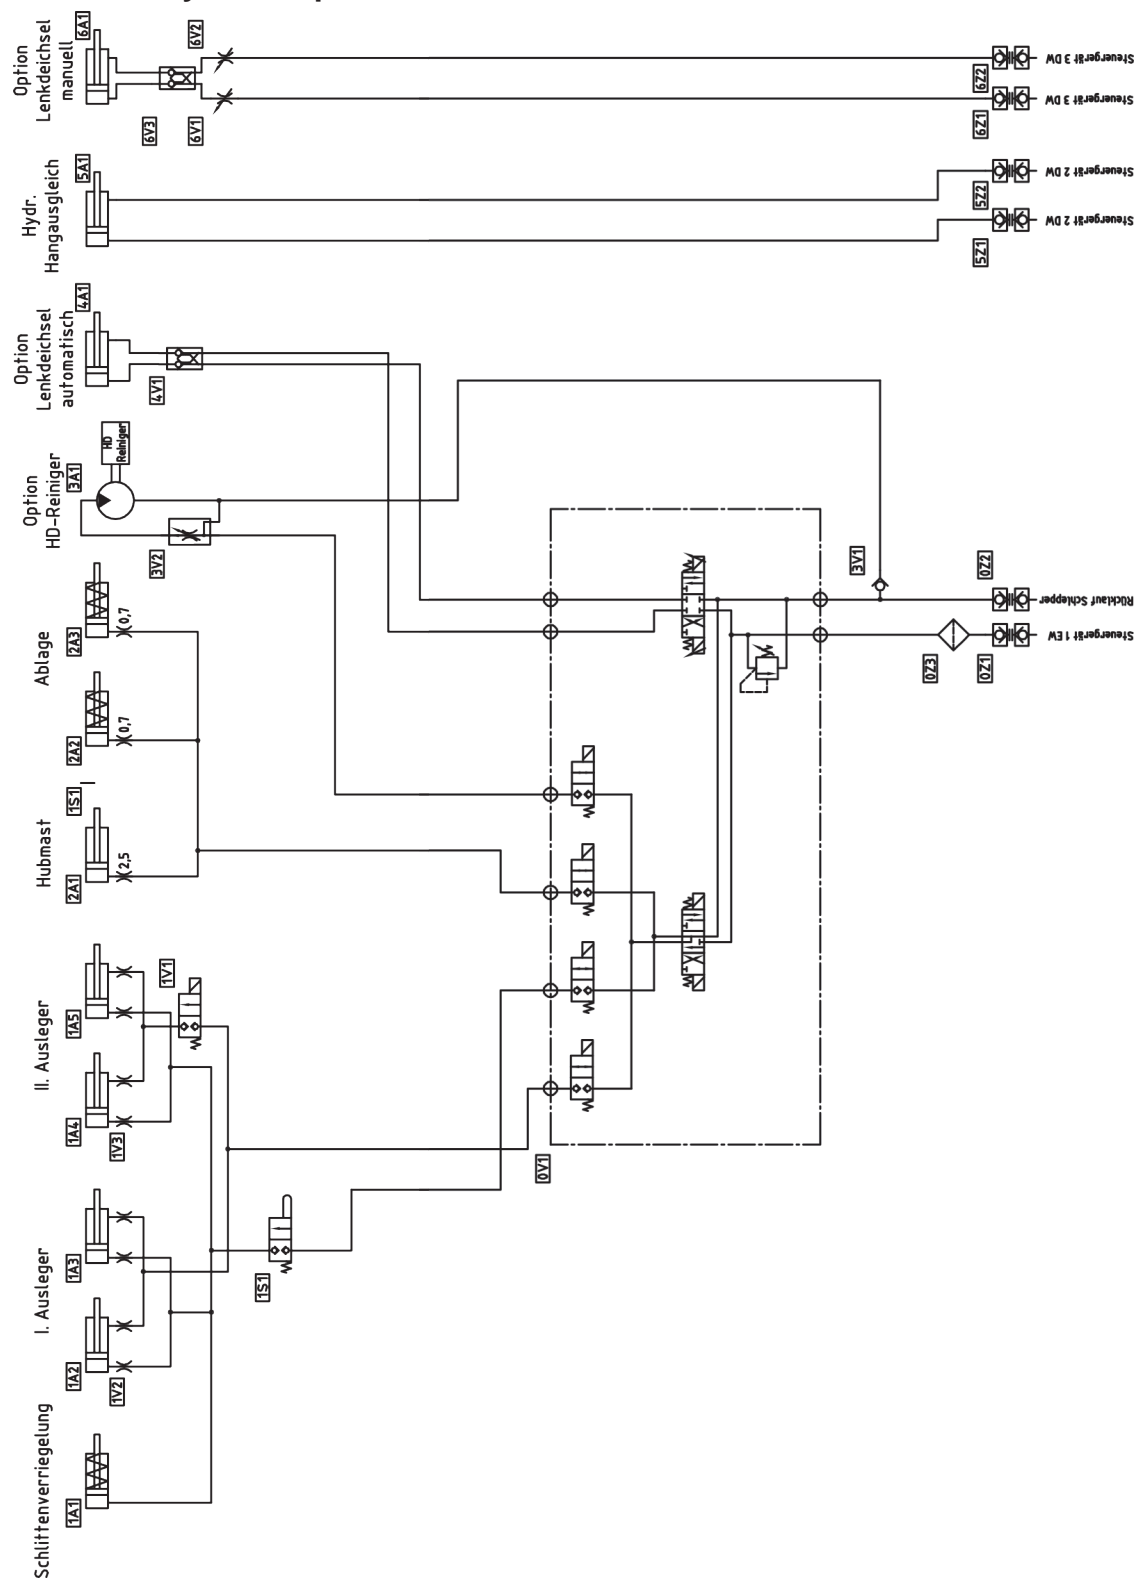 6A1
Option
Lenkdeichsel
manuell
6V2
6V3
6V1
6Z2
6Z1
Steuergerät 3 DW
Steuergerät 3 DW
5A1
Hydr.
Hangausgleich
5Z2
5Z1
Steuergerät 2 DW
Steuergerät 2 DW
4A1
Option
Lenkdeichsel
automatisch
4V1
HD
Reiniger
3A1
Option
HD-Reiniger
3V2
3V1
0Z2
Rücklauf Schlepper
Steuergerät 1 EW
0Z3
0Z1
Ablage
2A3
0,7
2A2
0,7
1S1
Hubmast
2A1
2,5
II. Ausleger
1A5
1V1
1A4
1V3
0V1
I. Ausleger
1A3
1S1
1A2
1V2
Schlittenverriegelung
1A1